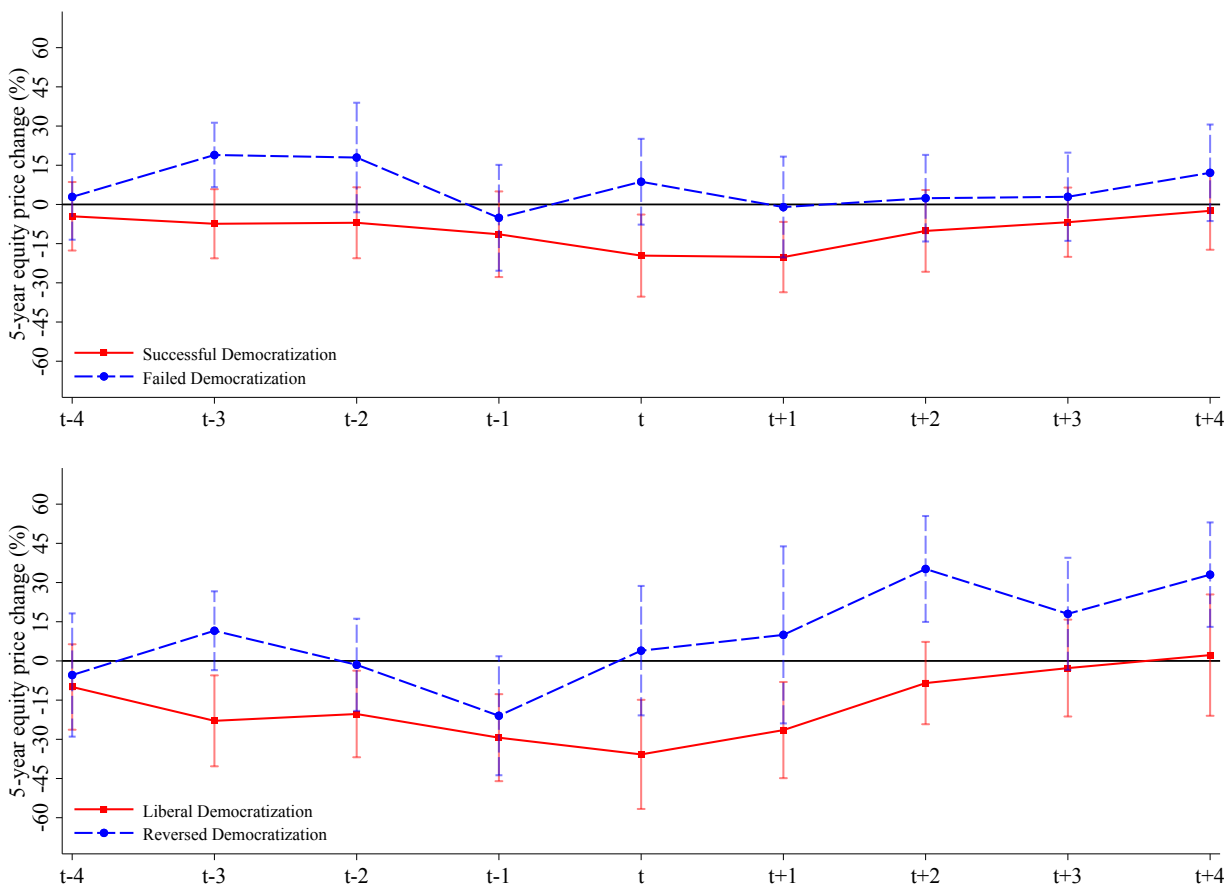 5-year equity price change (%)
60
45
30
15
0
-15
-30
-45
-60
Successful Democratization
Failed Democratization
t-4 t-3 t-2 t-1 t t+1 t+2 t+3 t+4
5-year equity price change (%)
60
45
30
15
0
-15
-30
-45
-60
Liberal Democratization
Reversed Democratization
t-4 t-3 t-2 t-1 t t+1 t+2 t+3 t+4